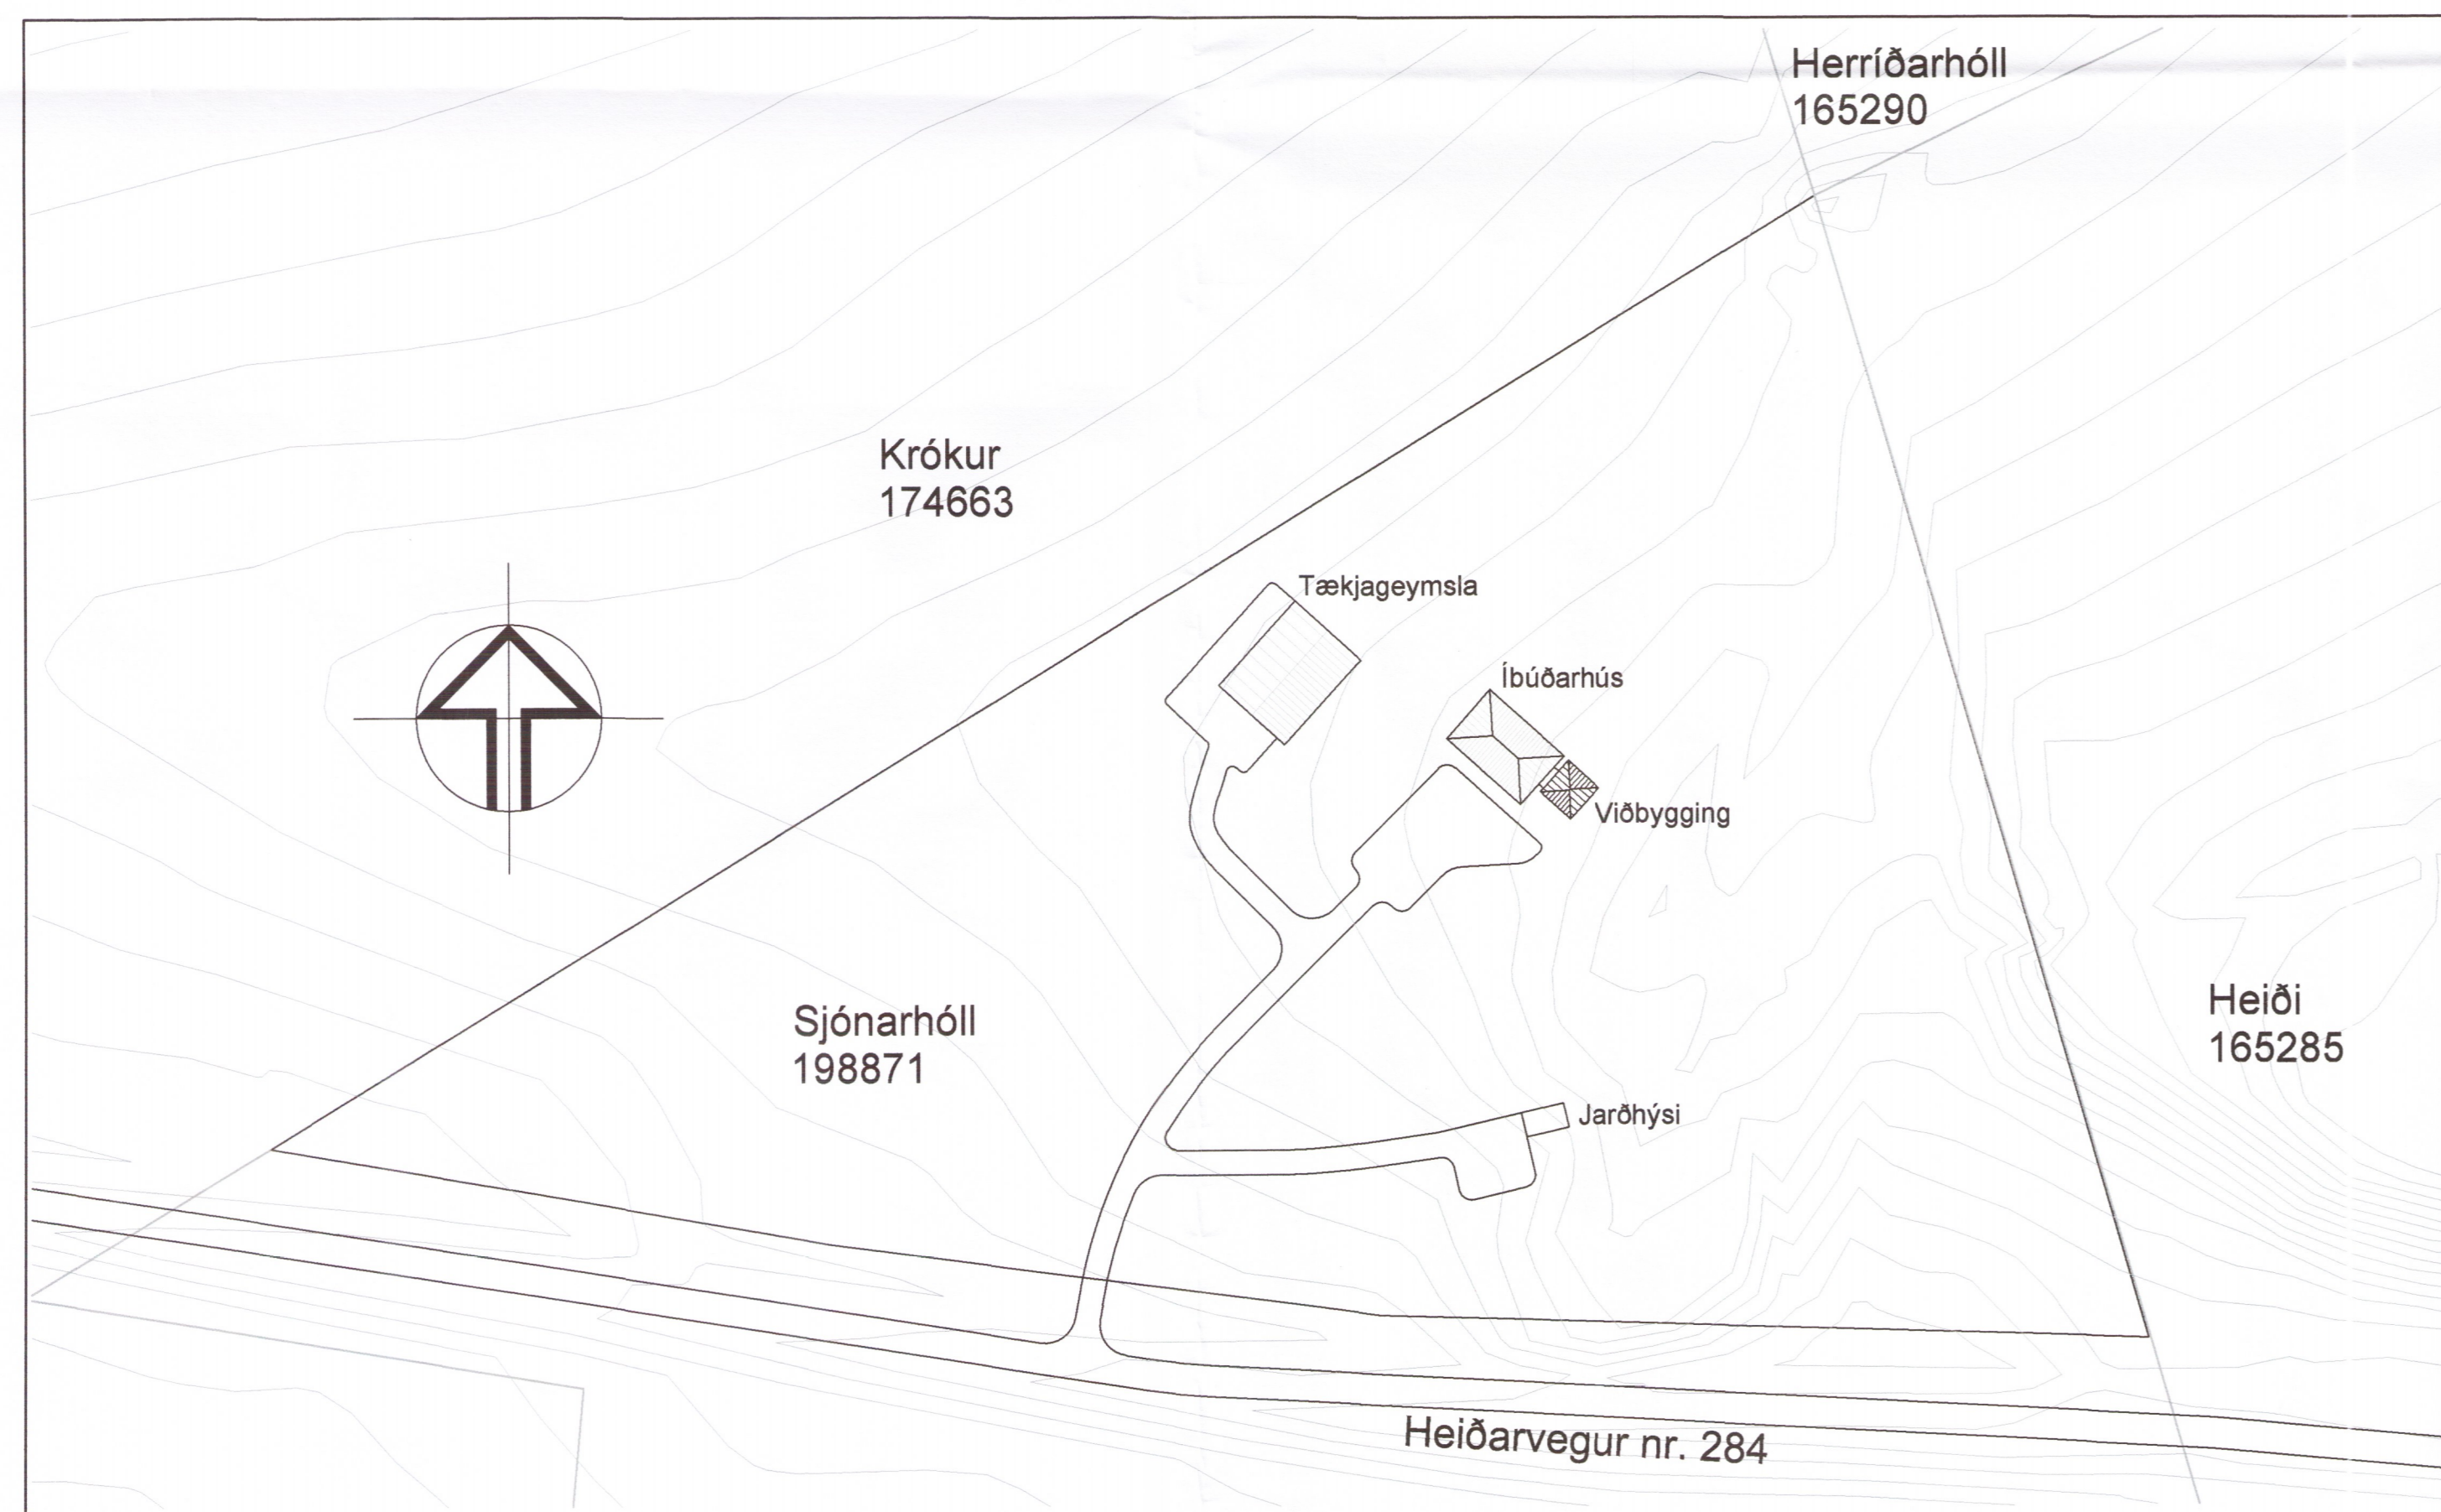 Herríðarhóll
165290
Krókur
174663
Tækjageymsla
Íbúðarhús
Viðbygging
Sjónarhóll
198871
Heiði
165285
Jarðhýsi
Heiðarvegur nr. 284